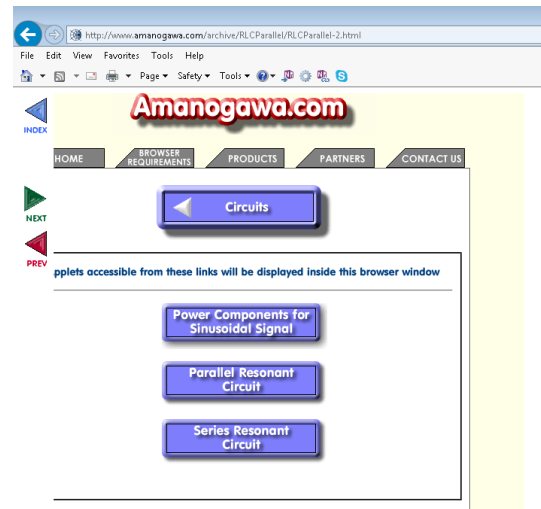 http://www.amanogawa.com/archive/RLCParallel/RLCParallel-2.html
File Edit View Favorites Tools Help
Page Safety Tools
Amanogawa.com
INDEX
HOME
BROWSER
REQUIREMENTS
PRODUCTS
PARTNERS
CONTACT US
NEXT
PREV
Circuits
pplets accessible from these links will be displayed inside this browser window
Power Components for
Sinusoidal Signal
Parallel Resonant
Circuit
Series Resonant
Circuit